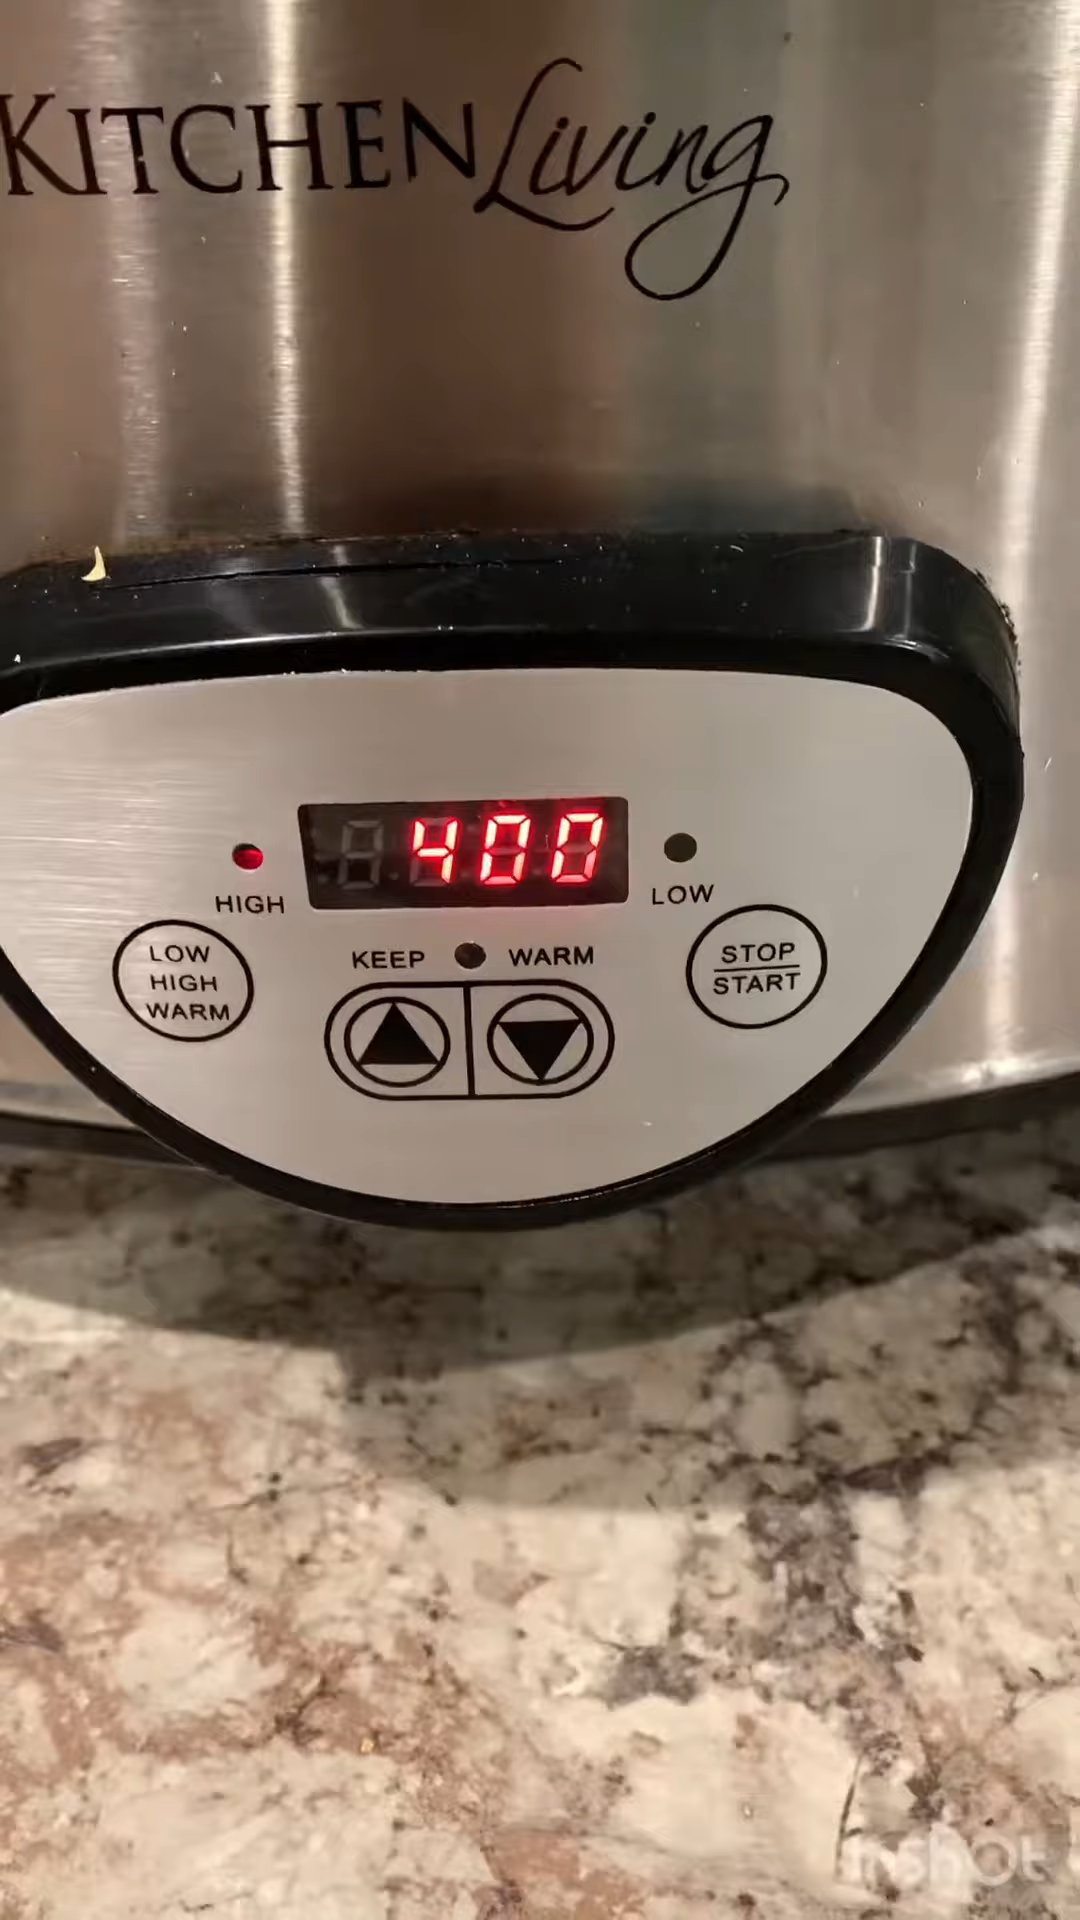 KITCHEN Living
400
HIGH
LOW
KEEP WARM
LOW
HIGH
WARM
STOP
START
InShOt